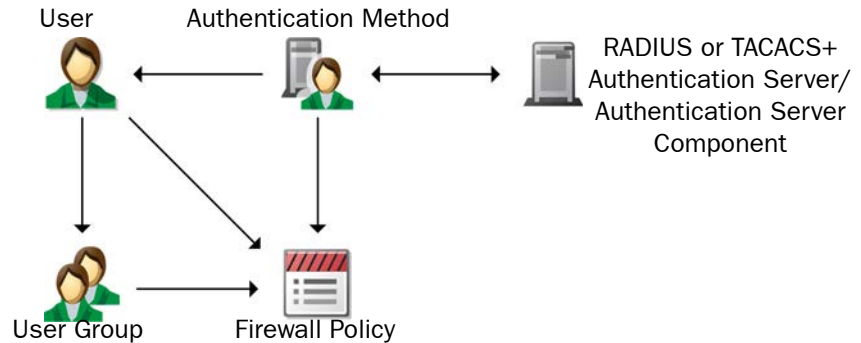 User
Authentication Method
RADIUS or TACACS+
Authentication Server/
Authentication Server
Component
User Group
Firewall Policy